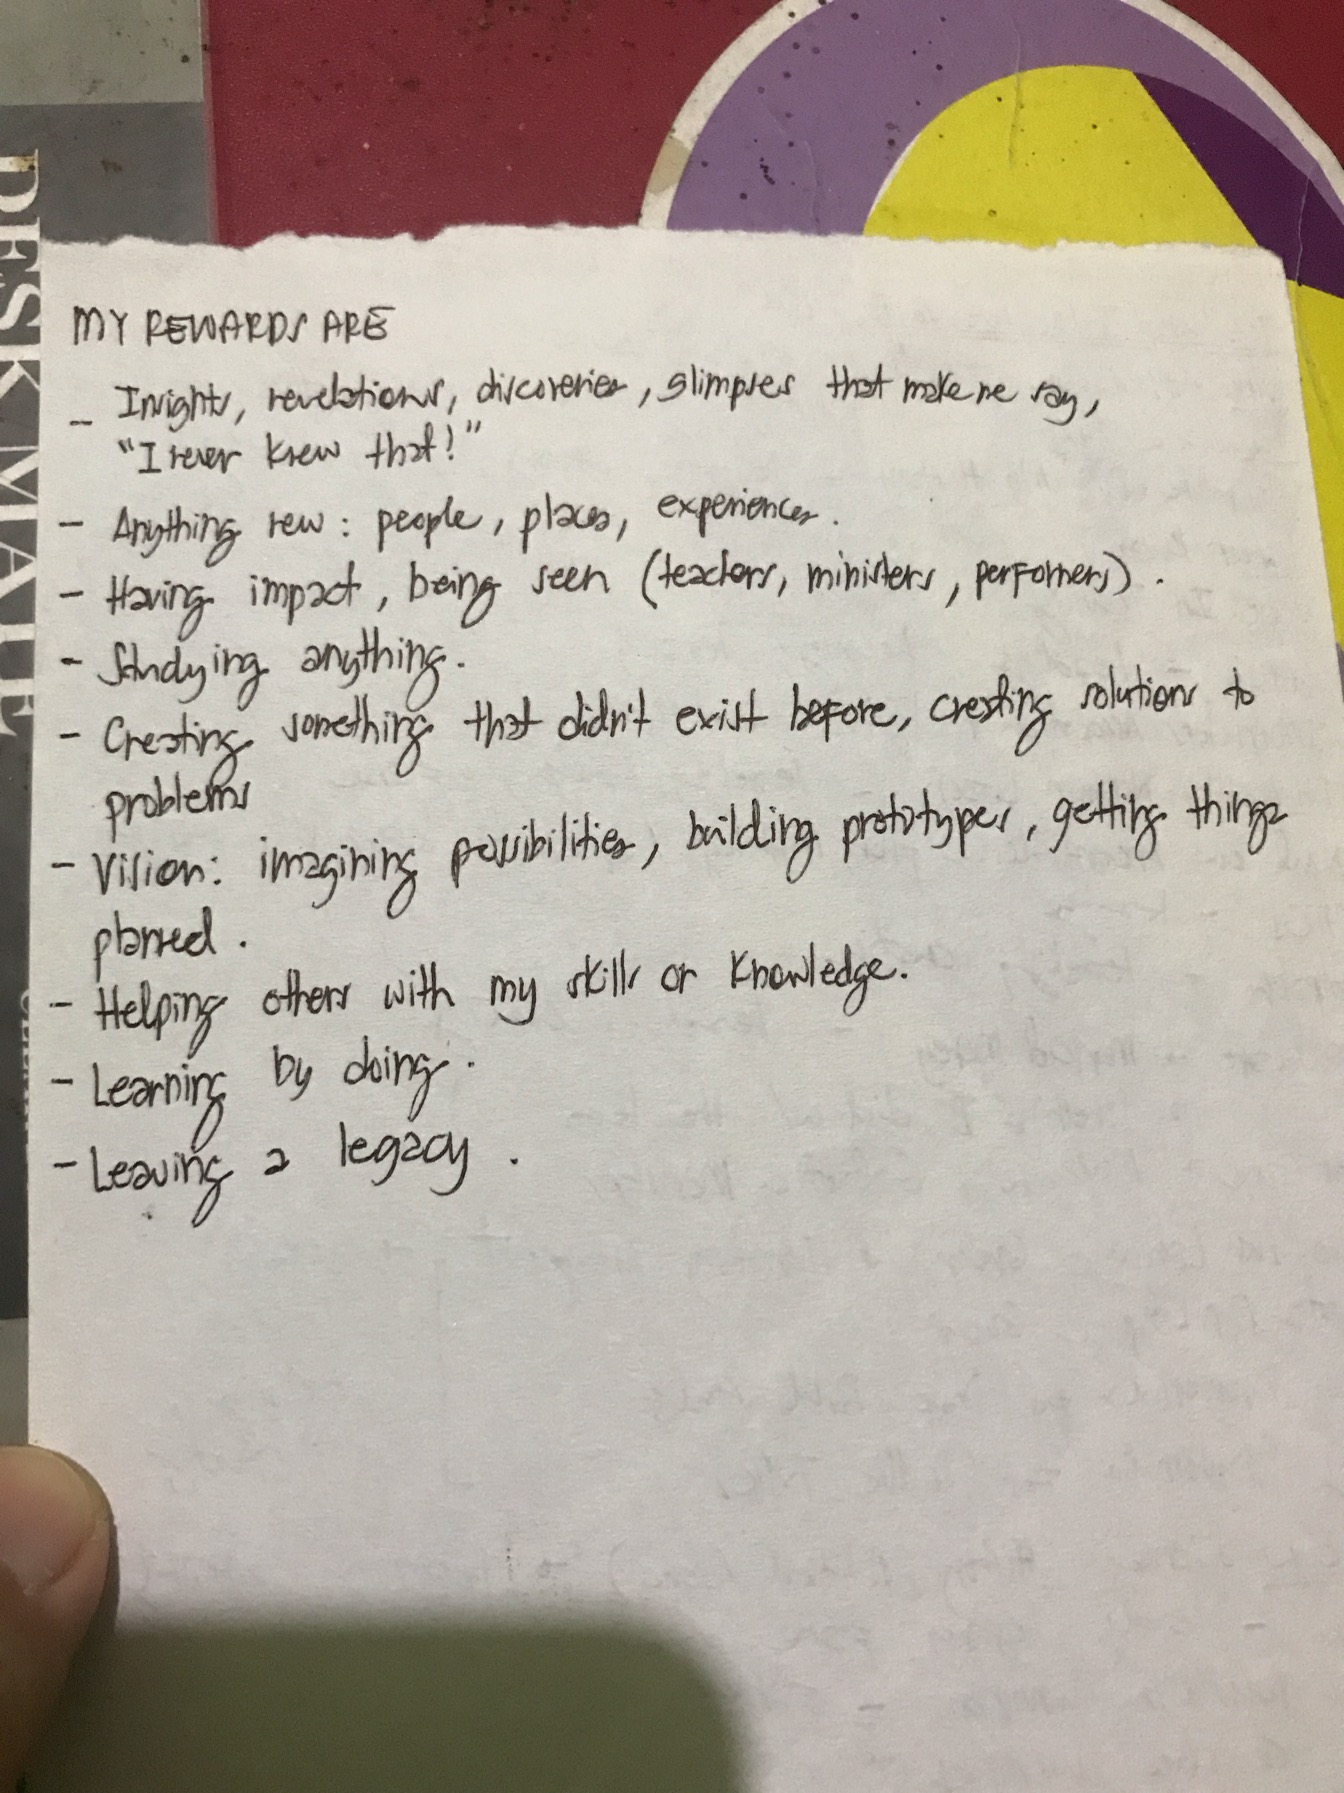 DESK MATE
MY REWARDS ARE
- Insights, revelations, discoveries, glimpses that make me say,
"I never knew that!"
- Anything new: people, places, experiences.
- Having impact, being seen (teachers, ministers, performers).
- Studying anything.
- Creating something that didn't exist before, creating solutions to
problems
- Vision: imagining possibilities, building prototypes, getting things
planned.
- Helping others with my skills or knowledge.
- Learning by doing.
- Leaving a legacy.